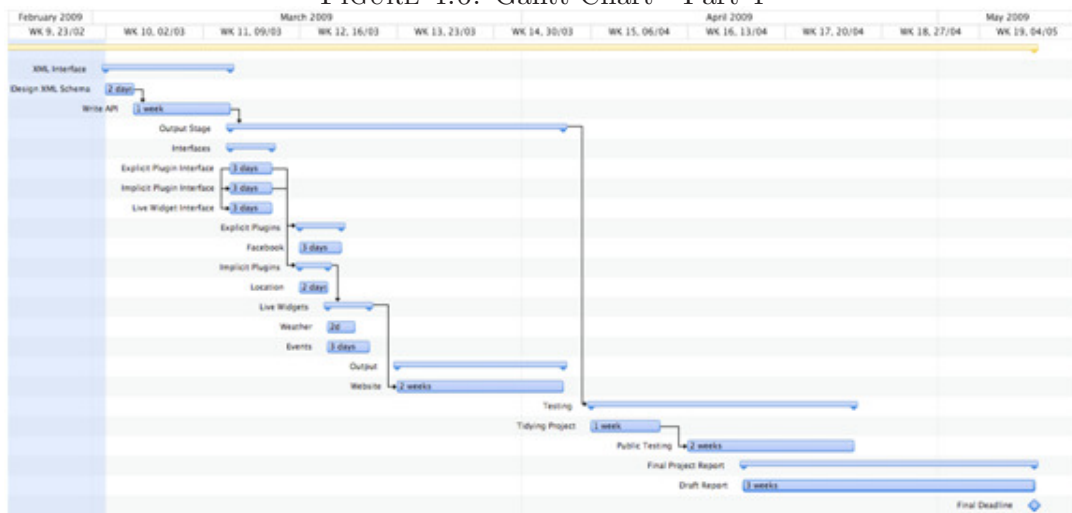 FIGURE 4.6: Gantt Chart - Part 1
February 2009 March 2009 April 2009 May 2009
WK 9, 23/02 WK 10, 02/03 WK 11, 09/03 WK 12, 16/03 WK 13, 23/03 WK 14, 30/03 WK 15, 06/04 WK 16, 13/04 WK 17, 20/04 WK 18, 27/04 WK 19, 04/05
XML Interface
Design XML Schema 2 days
Write API 1 week
Output Stage
Interfaces
Explicit Plugin Interface 3 days
Implicit Plugin Interface 3 days
Live Widget Interface 3 days
Explicit Plugins
Facebook 3 days
Implicit Plugins
Location 2 days
Live Widgets
Weather 2d
Events 3 days
Output
Website 2 weeks
Testing
Tidying Project 1 week
Public Testing 2 weeks
Final Project Report
Draft Report 3 weeks
Final Deadline